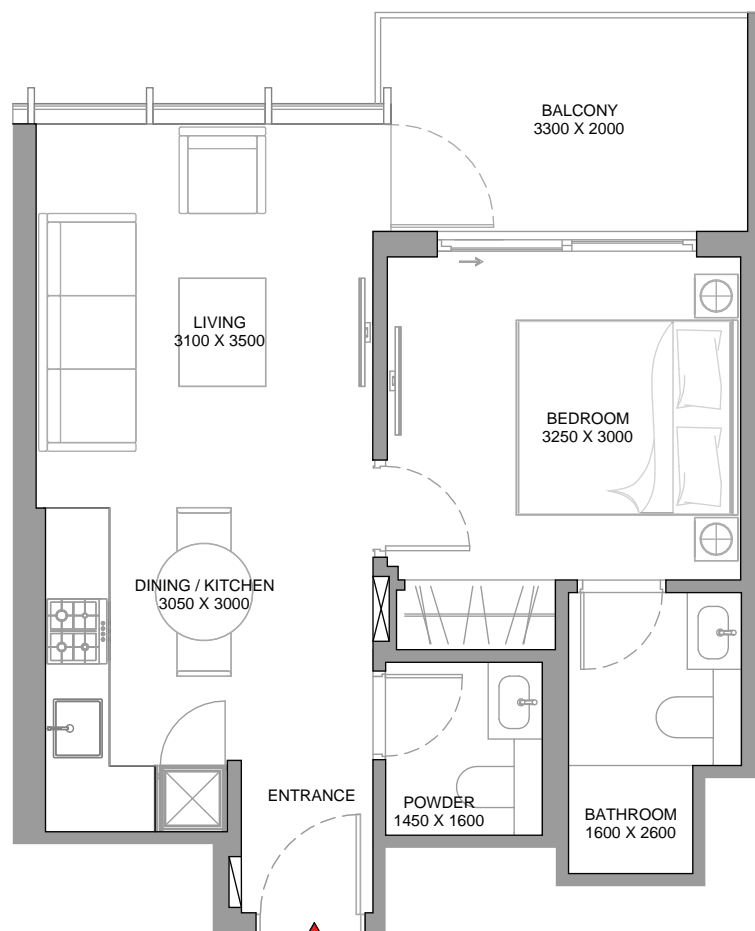 BALCONY
3300 X 2000
LIVING
3100 X 3500
BEDROOM
3250 X 3000
DINING / KITCHEN
3050 X 3000
ENTRANCE
POWDER
1450 X 1600
BATHROOM
1600 X 2600